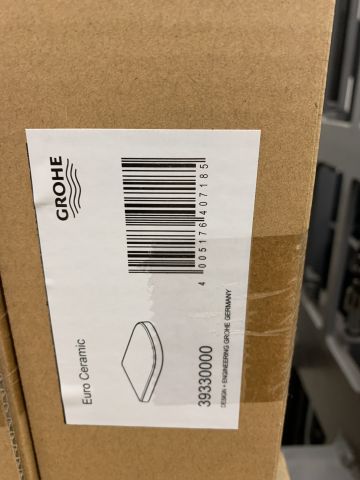 GROHE
4 005176 407185
Euro Ceramic
39330000
DESIGN + ENGINEERING GROHE GERMANY